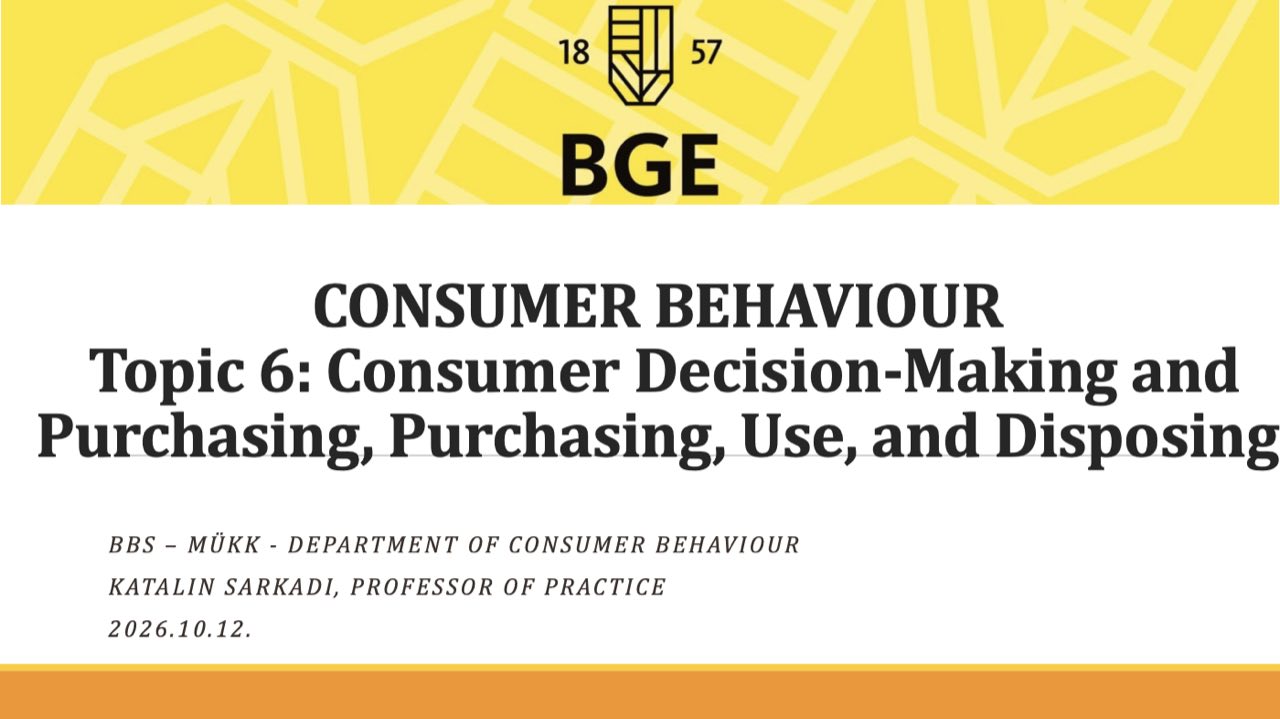 18 57
BGE
CONSUMER BEHAVIOUR
Topic 6: Consumer Decision-Making and
Purchasing, Purchasing, Use, and Disposing
BBS – MÜKK - DEPARTMENT OF CONSUMER BEHAVIOUR
KATALIN SARKADI, PROFESSOR OF PRACTICE
2026.10.12.